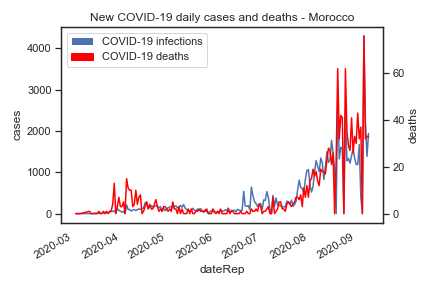 New COVID-19 daily cases and deaths - Morocco
COVID-19 infections
COVID-19 deaths
4000
3000
2000
1000
0
cases
60
40
20
0
deaths
2020-03
2020-04
2020-05
2020-06
2020-07
2020-08
2020-09
dateRep